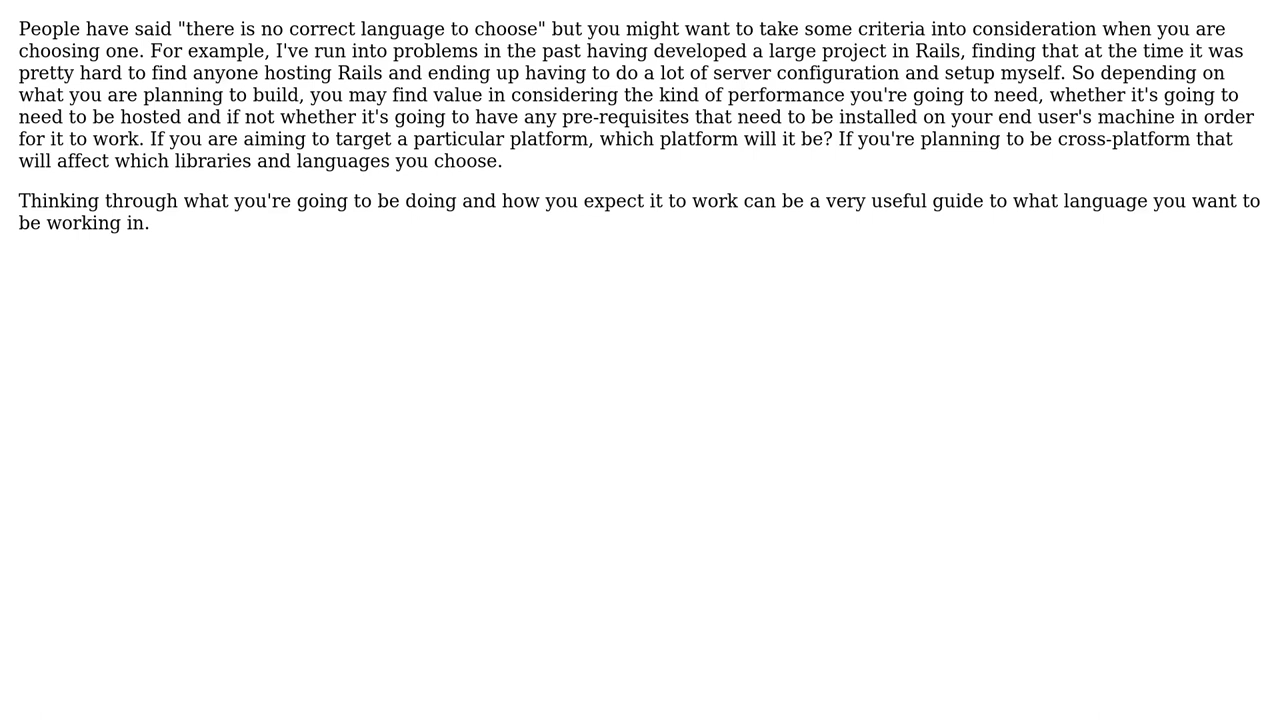 People have said "there is no correct language to choose" but you might want to take some criteria into consideration when you are
choosing one. For example, I've run into problems in the past having developed a large project in Rails, finding that at the time it was
pretty hard to find anyone hosting Rails and ending up having to do a lot of server configuration and setup myself. So depending on
what you are planning to build, you may find value in considering the kind of performance you're going to need, whether it's going to
need to be hosted and if not whether it's going to have any pre-requisites that need to be installed on your end user's machine in order
for it to work. If you are aiming to target a particular platform, which platform will it be? If you're planning to be cross-platform that
will affect which libraries and languages you choose.
Thinking through what you're going to be doing and how you expect it to work can be a very useful guide to what language you want to
be working in.